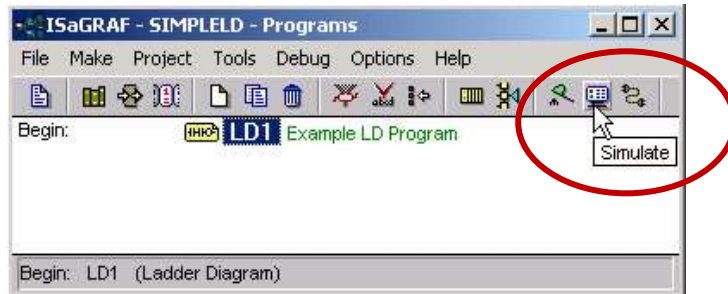 ISaGRAF - SIMPLELD - Programs
File Make Project Tools Debug Options Help
Begin: LD1 Example LD Program
Simulate
Begin: LD1 (Ladder Diagram)